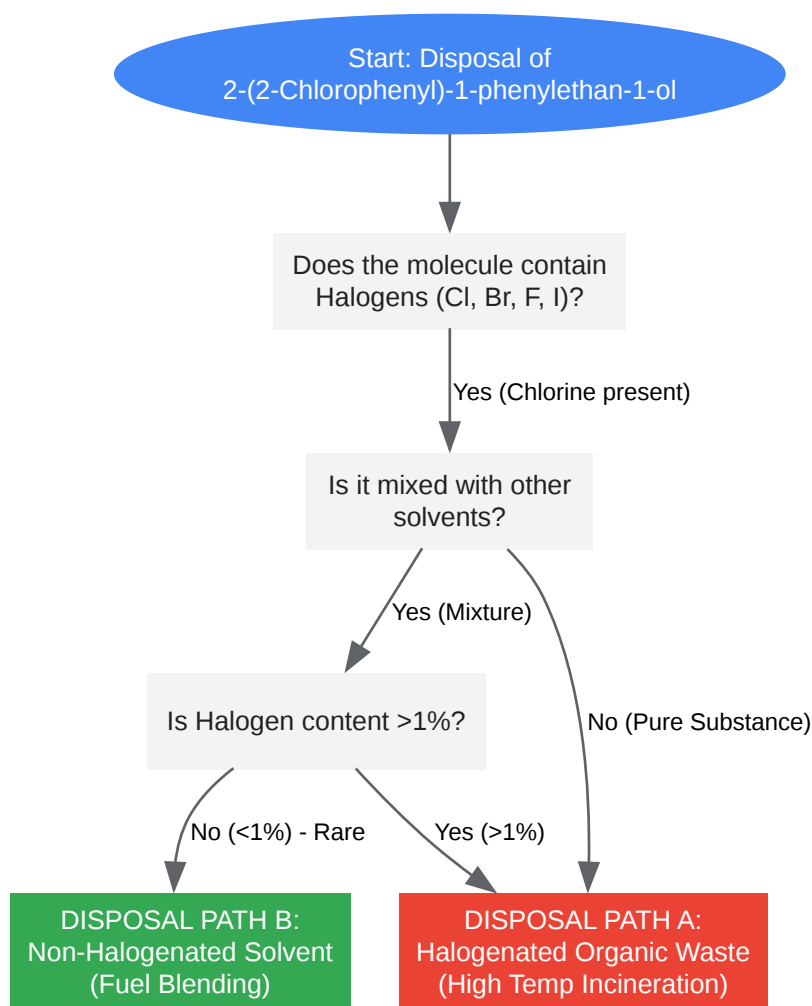 Start: Disposal of
2-(2-Chlorophenyl)-1-phenylethan-1-ol
Does the molecule contain
Halogens (Cl, Br, F, I)?
Yes (Chlorine present)
Is it mixed with other
solvents?
Yes (Mixture)
Is Halogen content >1%?
No (Pure Substance)
No (<1%) - Rare
Yes (>1%)
DISPOSAL PATH B:
Non-Halogenated Solvent
(Fuel Blending)
DISPOSAL PATH A:
Halogenated Organic Waste
(High Temp Incineration)